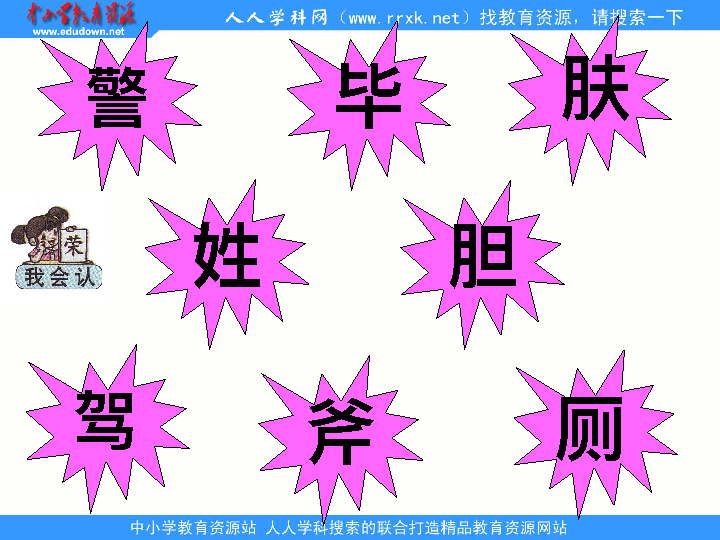 中小学教育资源
www.edudown.net
人人学科网（www.rrxk.net）找教育资源，请搜索一下
警
毕
肤
荣
我会认
姓
胆
驾
斧
厕
中小学教育资源站 人人学科搜索的联合打造精品教育资源网站